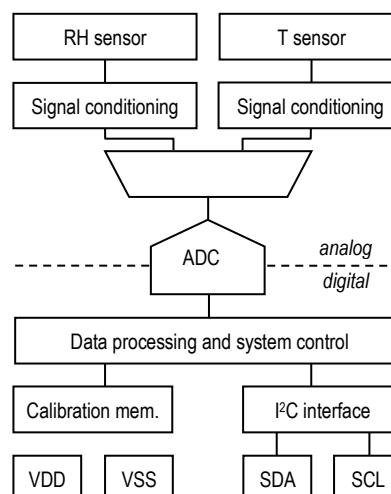 RH sensor
T sensor
Signal conditioning
Signal conditioning
ADC
analog
digital
Data processing and system control
Calibration mem.
I²C interface
VDD
VSS
SDA
SCL